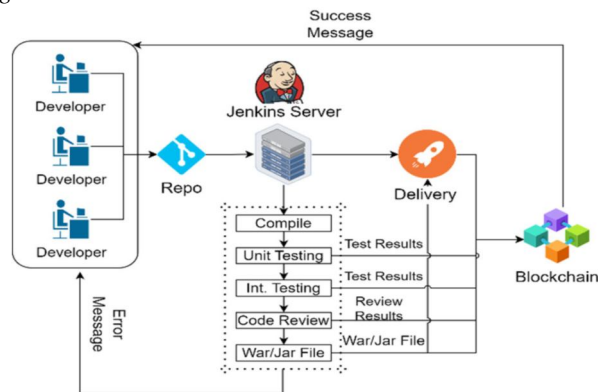 Success
Message
Developer
Developer
Developer
Repo
Jenkins Server
Delivery
Blockchain
Compile
Unit Testing
Int. Testing
Code Review
War/Jar File
Test Results
Test Results
Review
Results
War/Jar File
Error
Message